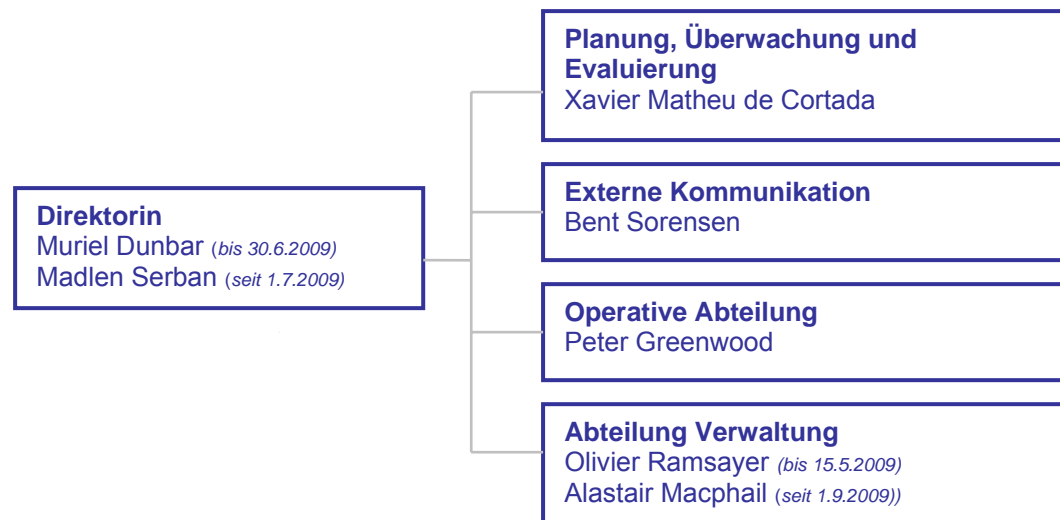 Direktorin
Muriel Dunbar (bis 30.6.2009)
Madlen Serban (seit 1.7.2009)
Planung, Überwachung und
Evaluierung
Xavier Matheu de Cortada
Externe Kommunikation
Bent Sorensen
Operative Abteilung
Peter Greenwood
Abteilung Verwaltung
Olivier Ramsayer (bis 15.5.2009)
Alastair Macphail (seit 1.9.2009))